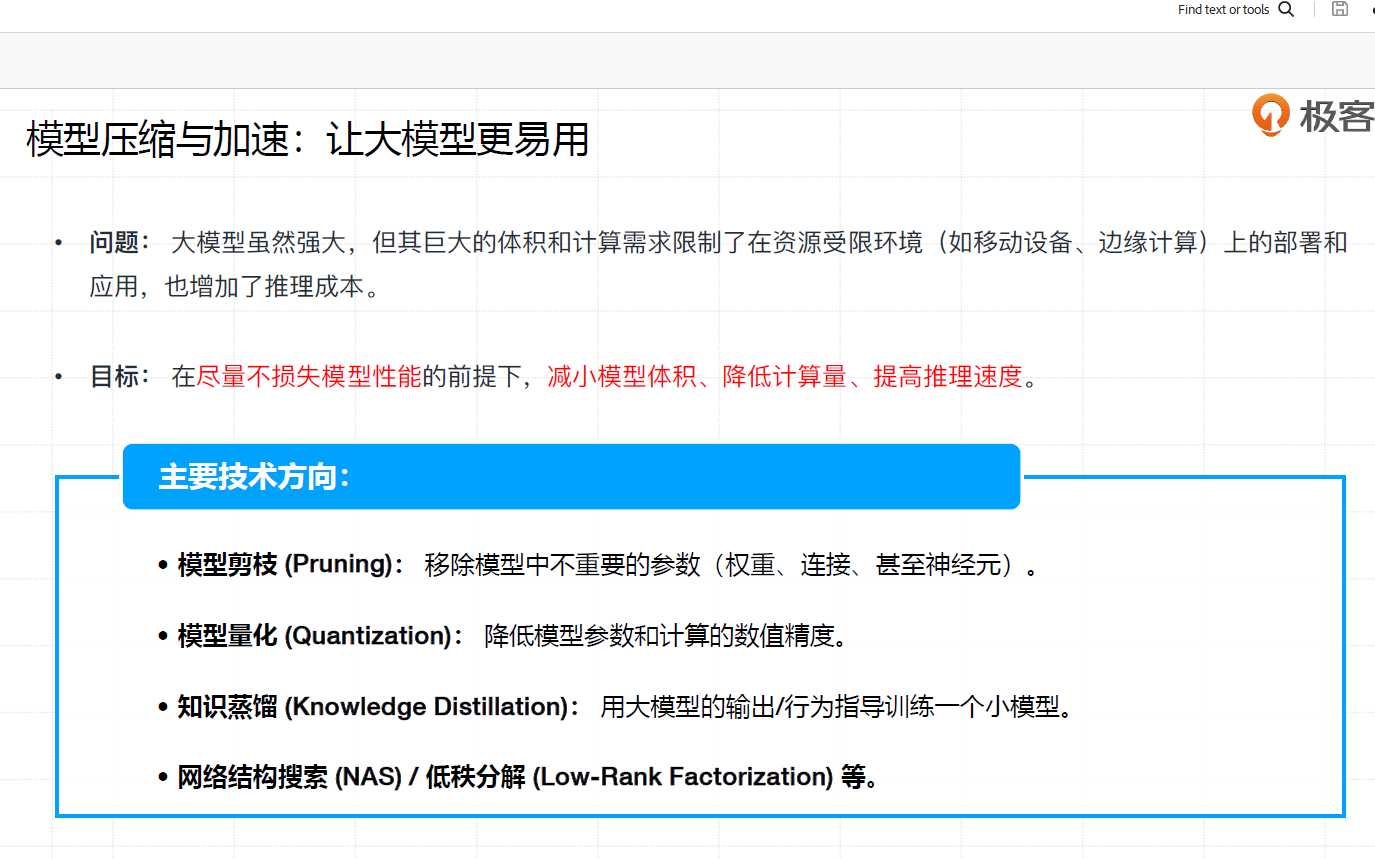 Find text or tools
极客
模型压缩与加速：让大模型更易用
• 问题： 大模型虽然强大，但其巨大的体积和计算需求限制了在资源受限环境（如移动设备、边缘计算）上的部署和
应用，也增加了推理成本。
• 目标： 在尽量不损失模型性能的前提下，减小模型体积、降低计算量、提高推理速度。
主要技术方向：
• 模型剪枝 (Pruning)： 移除模型中不重要的参数（权重、连接、甚至神经元）。
• 模型量化 (Quantization)： 降低模型参数和计算的数值精度。
• 知识蒸馏 (Knowledge Distillation)： 用大模型的输出/行为指导训练一个小模型。
• 网络结构搜索 (NAS) / 低秩分解 (Low-Rank Factorization) 等。